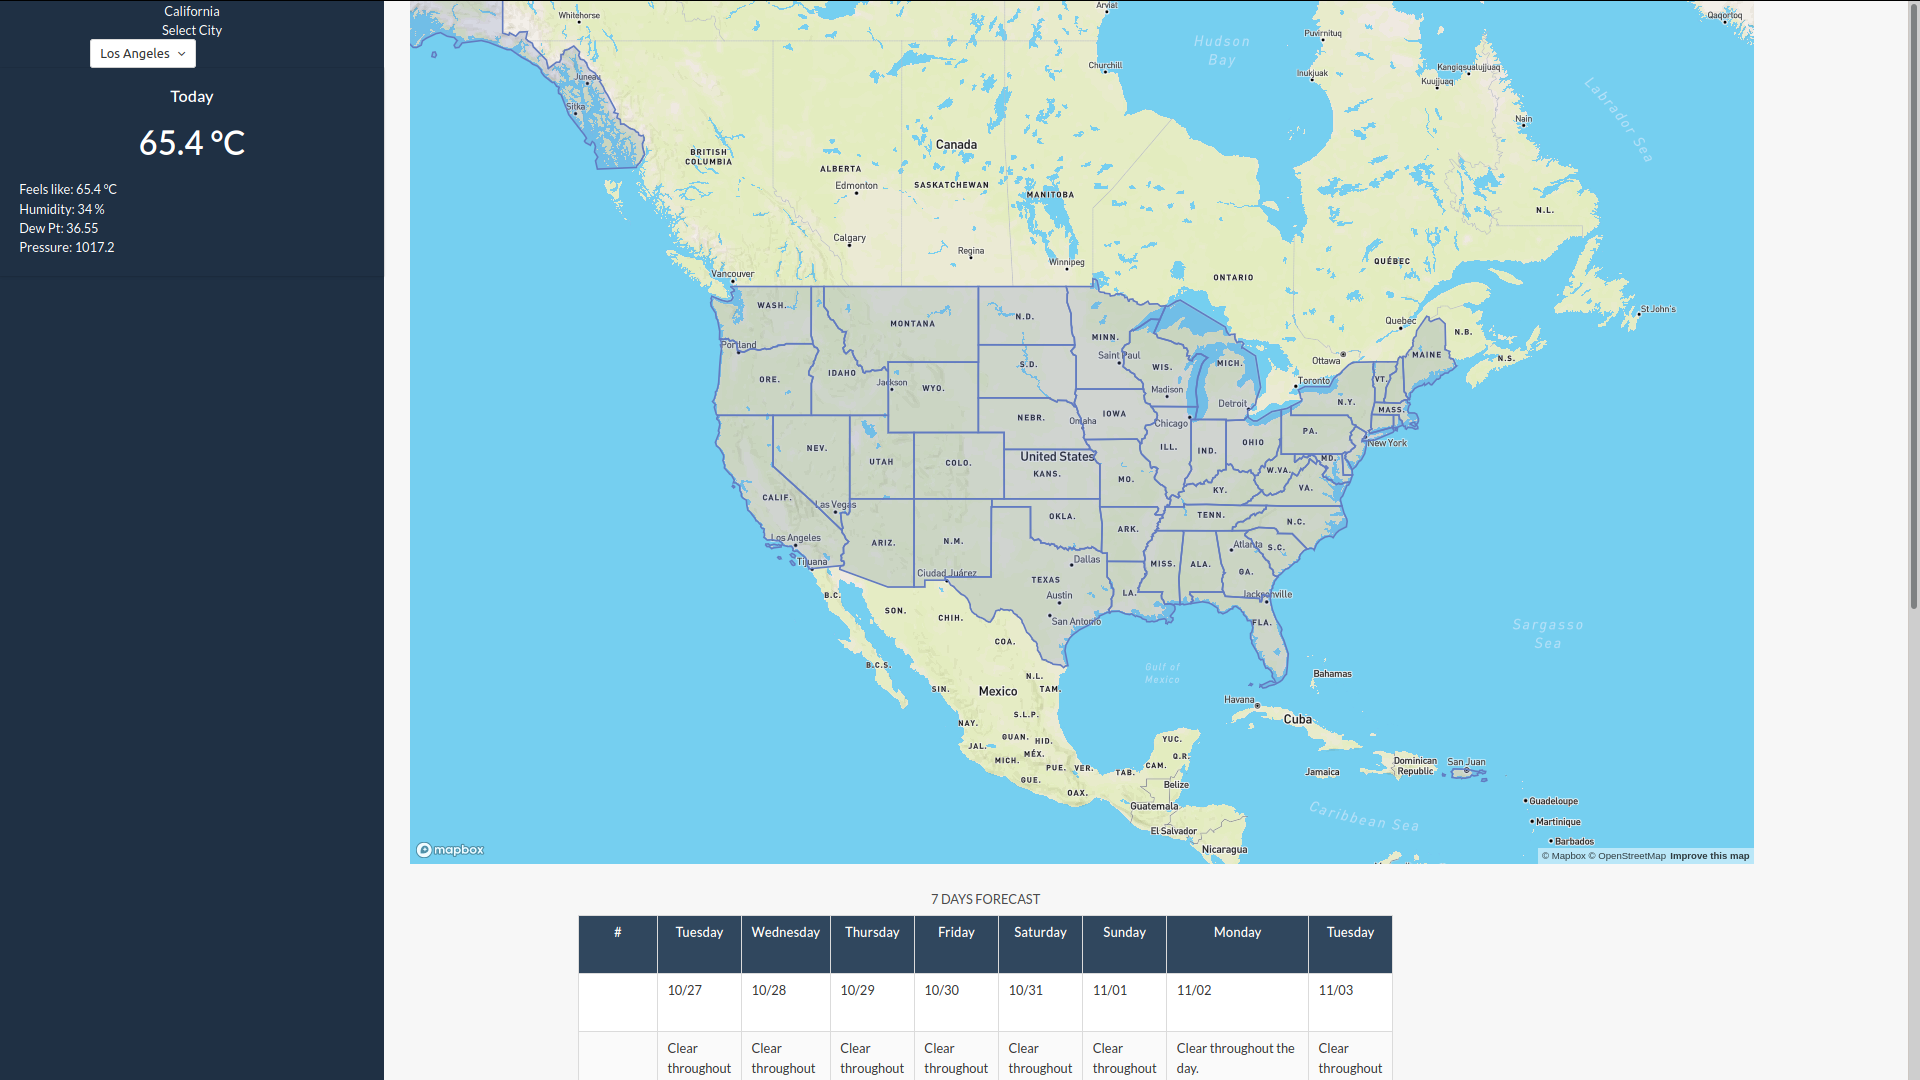 California
Select City
Los Angeles
Today
65.4 ºC
Feels like: 65.4 ºC
Humidity: 34 %
Dew Pt: 36.55
Pressure: 1017.2
Whitehorse
Arviat
Qaqortoq
Puvirnituq
Hudson
Bay
Churchill
Inukjuak
Kangiqsualujjuaq
Kuujjuaq
Juneau
Sitka
Labrador Sea
Nain
Canada
BRITISH
COLUMBIA
ALBERTA
Edmonton
SASKATCHEWAN
MANITOBA
N.L.
Calgary
Regina
Winnipeg
QUÉBEC
Vancouver
ONTARIO
WASH.
MONTANA
N.D.
St John's
Quebec
N.B.
MINN.
Portland
Saint Paul
MAINE
N.S.
Ottawa
S.D.
WIS.
MICH.
ORE.
IDAHO
Jackson
WYO.
Madison
Toronto
VT.
N.Y.
MASS.
Detroit
NEBR.
Omaha
IOWA
Chicago
PA.
New York
NEV.
UTAH
COLO.
United States
KANS.
ILL.
IND.
OHIO
MD.
W.VA.
MO.
VA.
KY.
CALIF.
Las Vegas
OKLA.
TENN.
N.C.
ARK.
Los Angeles
ARIZ.
N.M.
Atlanta
S.C.
Tijuana
Ciudad Juárez
Dallas
MISS.
ALA.
GA.
TEXAS
B.C.
Austin
LA.
Jacksonville
SON.
CHIH.
San Antonio
FLA.
Sargasso
Sea
COA.
B.C.S.
Gulf of
Mexico
N.L.
Bahamas
SIN.
Mexico
TAM.
Havana
Cuba
NAY.
S.L.P.
GUAN.
HID.
YUC.
JAL.
MÉX.
Q.R.
MICH.
PUE.
VER.
CAM.
TAB.
Dominican
Republic
San Juan
Jamaica
GUE.
OAX.
Belize
Guatemala
Guadeloupe
Caribbean Sea
Martinique
El Salvador
Barbados
Nicaragua
mapbox
© Mapbox © OpenStreetMap Improve this map
7 DAYS FORECAST
# Tuesday Wednesday Thursday Friday Saturday Sunday Monday Tuesday
10/27 10/28 10/29 10/30 10/31 11/01 11/02 11/03
Clear Clear Clear Clear Clear Clear Clear throughout the Clear
throughout throughout throughout throughout throughout throughout day. throughout